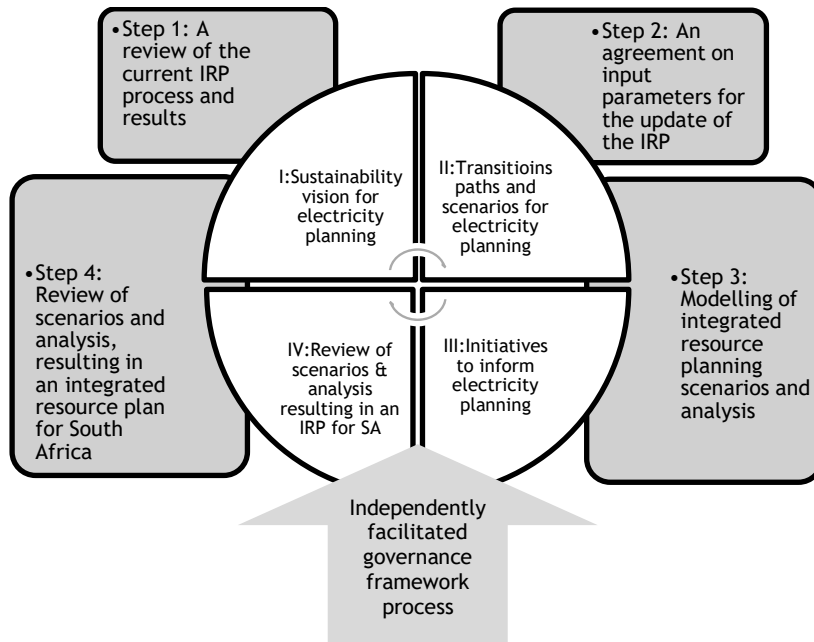 •Step 1: A
review of the
current IRP
process and
results
•Step 2: An
agreement on
input
parameters for
the update of
the IRP
I:Sustainability
vision for
electricity
planning
II:Transitioins
paths and
scenarios for
electricity
planning
•Step 4:
Review of
scenarios and
analysis,
resulting in
an integrated
resource plan
for South
Africa
IV:Review of
scenarios &
analysis
resulting in an
IRP for SA
III:Initiatives
to inform
electricity
planning
•Step 3:
Modelling of
integrated
resource
planning
scenarios and
analysis
Independently
facilitated
governance
framework
process